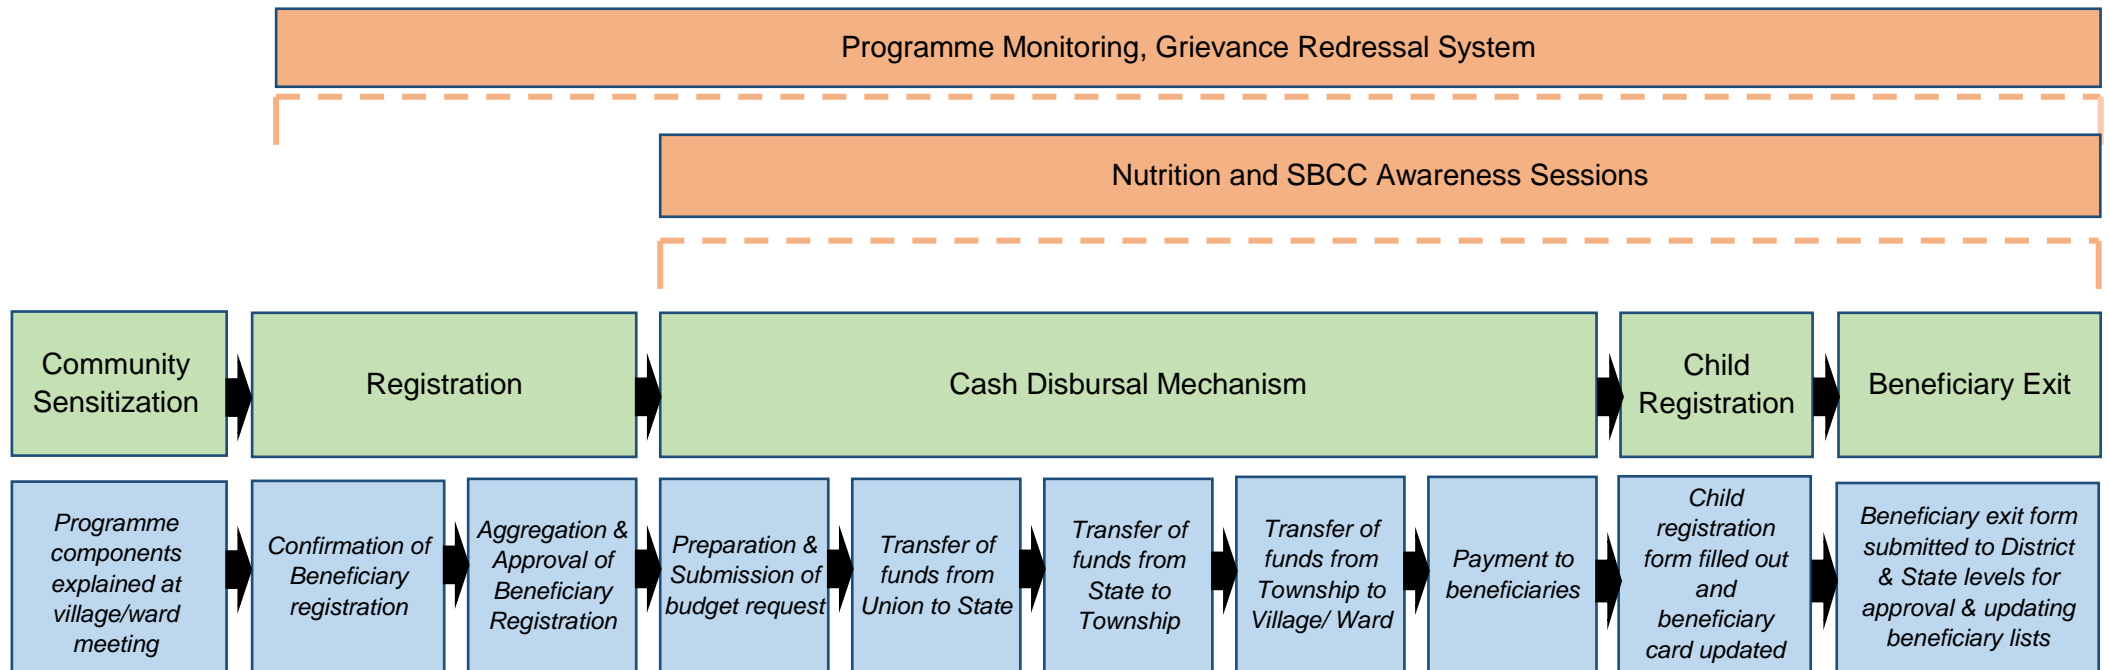 Programme Monitoring, Grievance Redressal System
Nutrition and SBCC Awareness Sessions
Community
Sensitization
Registration
Cash Disbursal Mechanism
Child
Registration
Beneficiary Exit
Programme
components
explained at
village/ward
meeting
Confirmation of
Beneficiary
registration
Aggregation &
Approval of
Beneficiary
Registration
Preparation &
Submission of
budget request
Transfer of
funds from
Union to State
Transfer of
funds from
State to
Township
Transfer of
funds from
Township to
Village/ Ward
Payment to
beneficiaries
Child
registration
form filled out
and
beneficiary
card updated
Beneficiary exit form
submitted to District
& State levels for
approval & updating
beneficiary lists